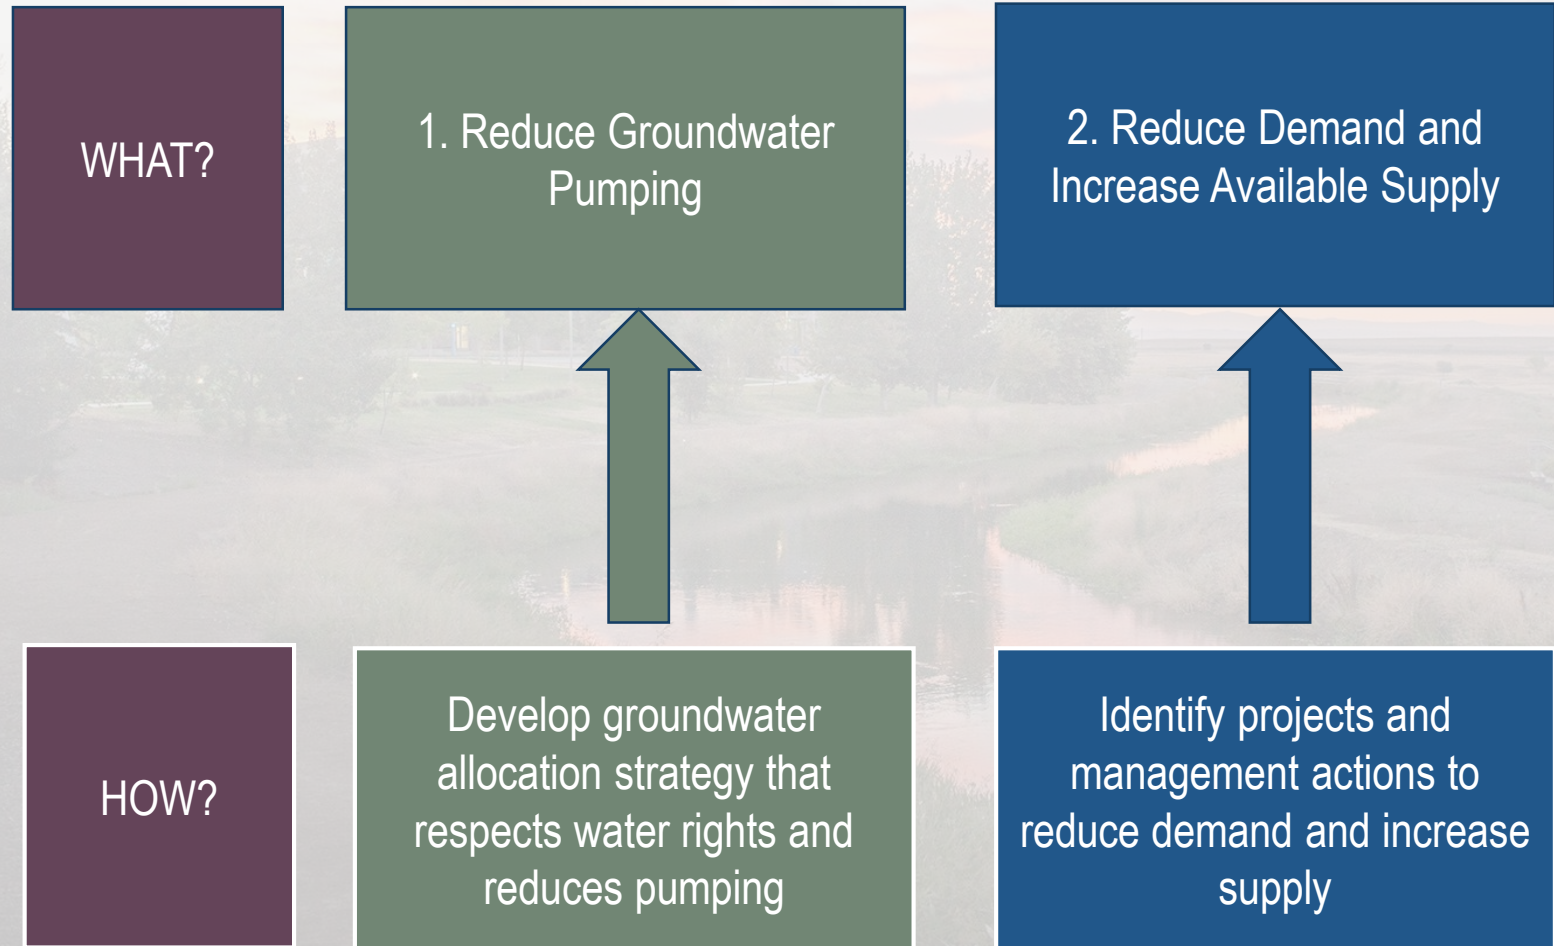 WHAT?
1. Reduce Groundwater
Pumping
2. Reduce Demand and
Increase Available Supply
HOW?
Develop groundwater
allocation strategy that
respects water rights and
reduces pumping
Identify projects and
management actions to
reduce demand and increase
supply